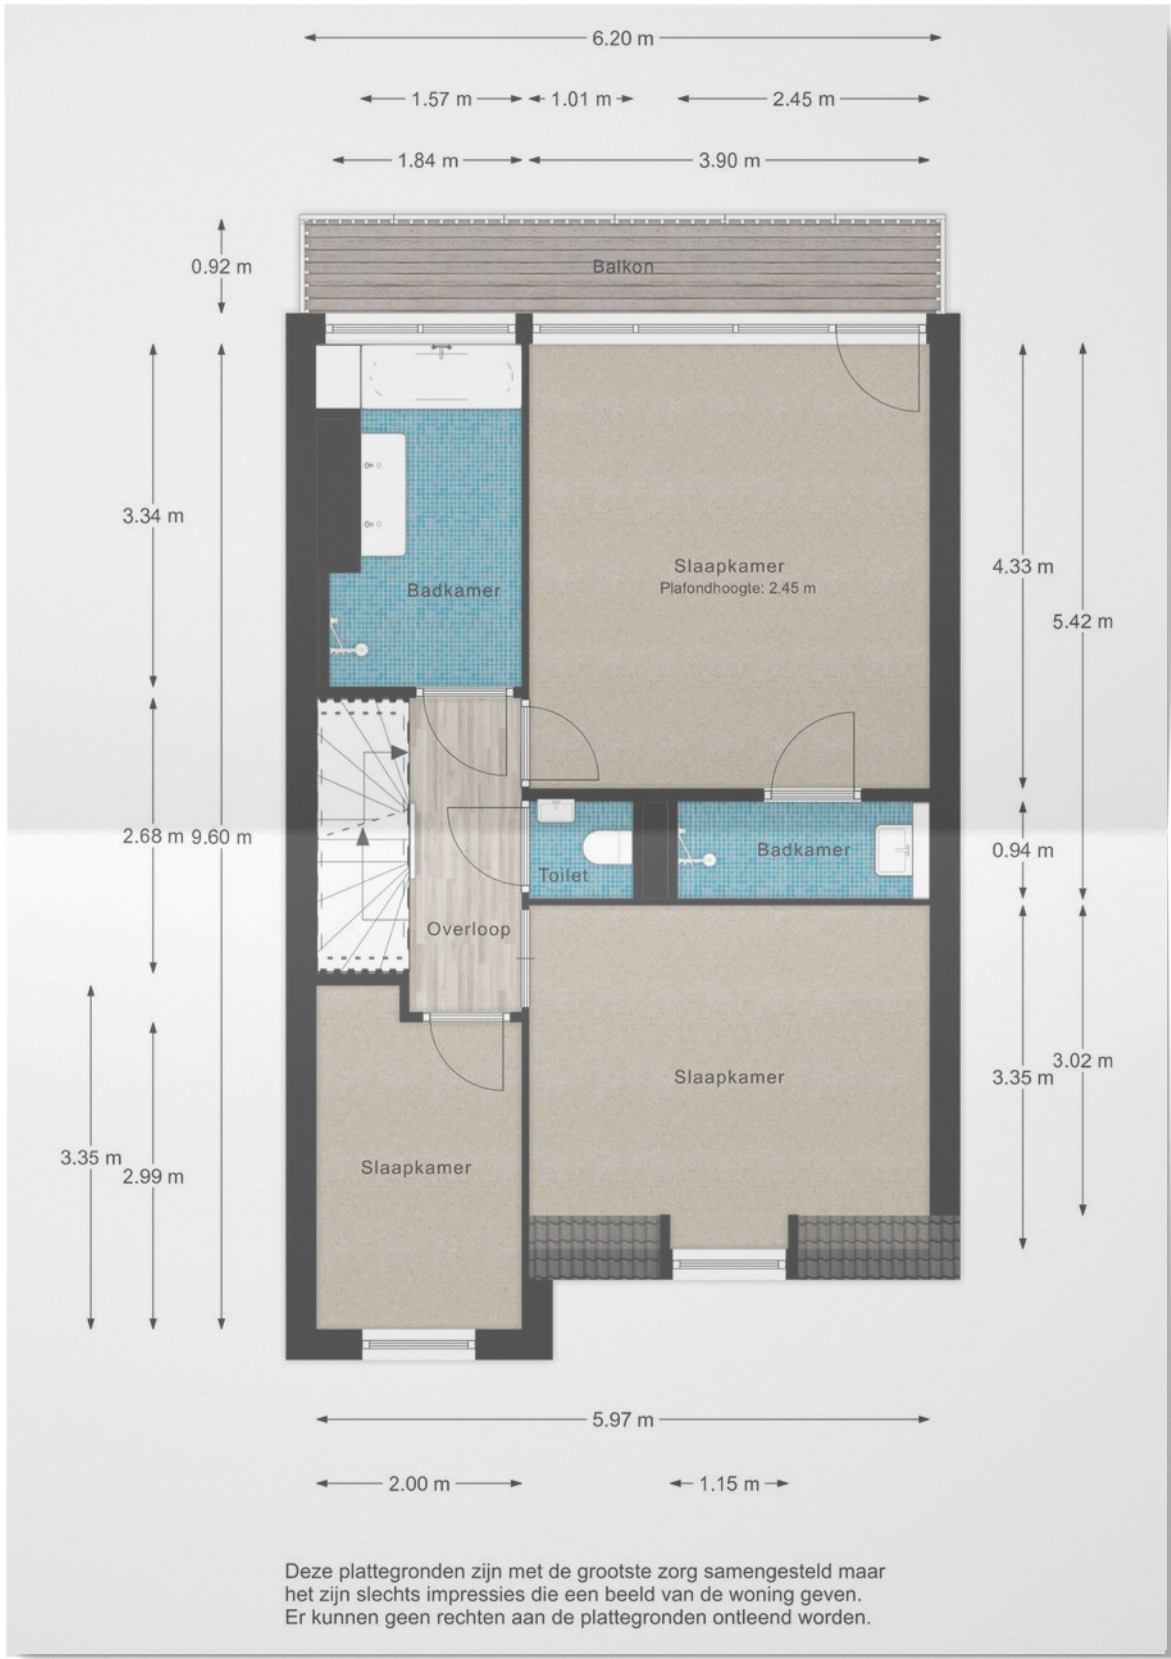 6.20 m
1.57 m
1.01 m
2.45 m
1.84 m
3.90 m
0.92 m
Balkon
3.34 m
Badkamer
Slaapkamer
Plafondhoogte: 2.45 m
4.33 m
5.42 m
2.68 m
9.60 m
Toilet
Badkamer
0.94 m
Overloop
Slaapkamer
3.35 m
3.02 m
3.35 m
2.99 m
Slaapkamer
5.97 m
2.00 m
1.15 m
Deze plattegronden zijn met de grootste zorg samengesteld maar
het zijn slechts impressies die een beeld van de woning geven.
Er kunnen geen rechten aan de plattegronden ontleend worden.